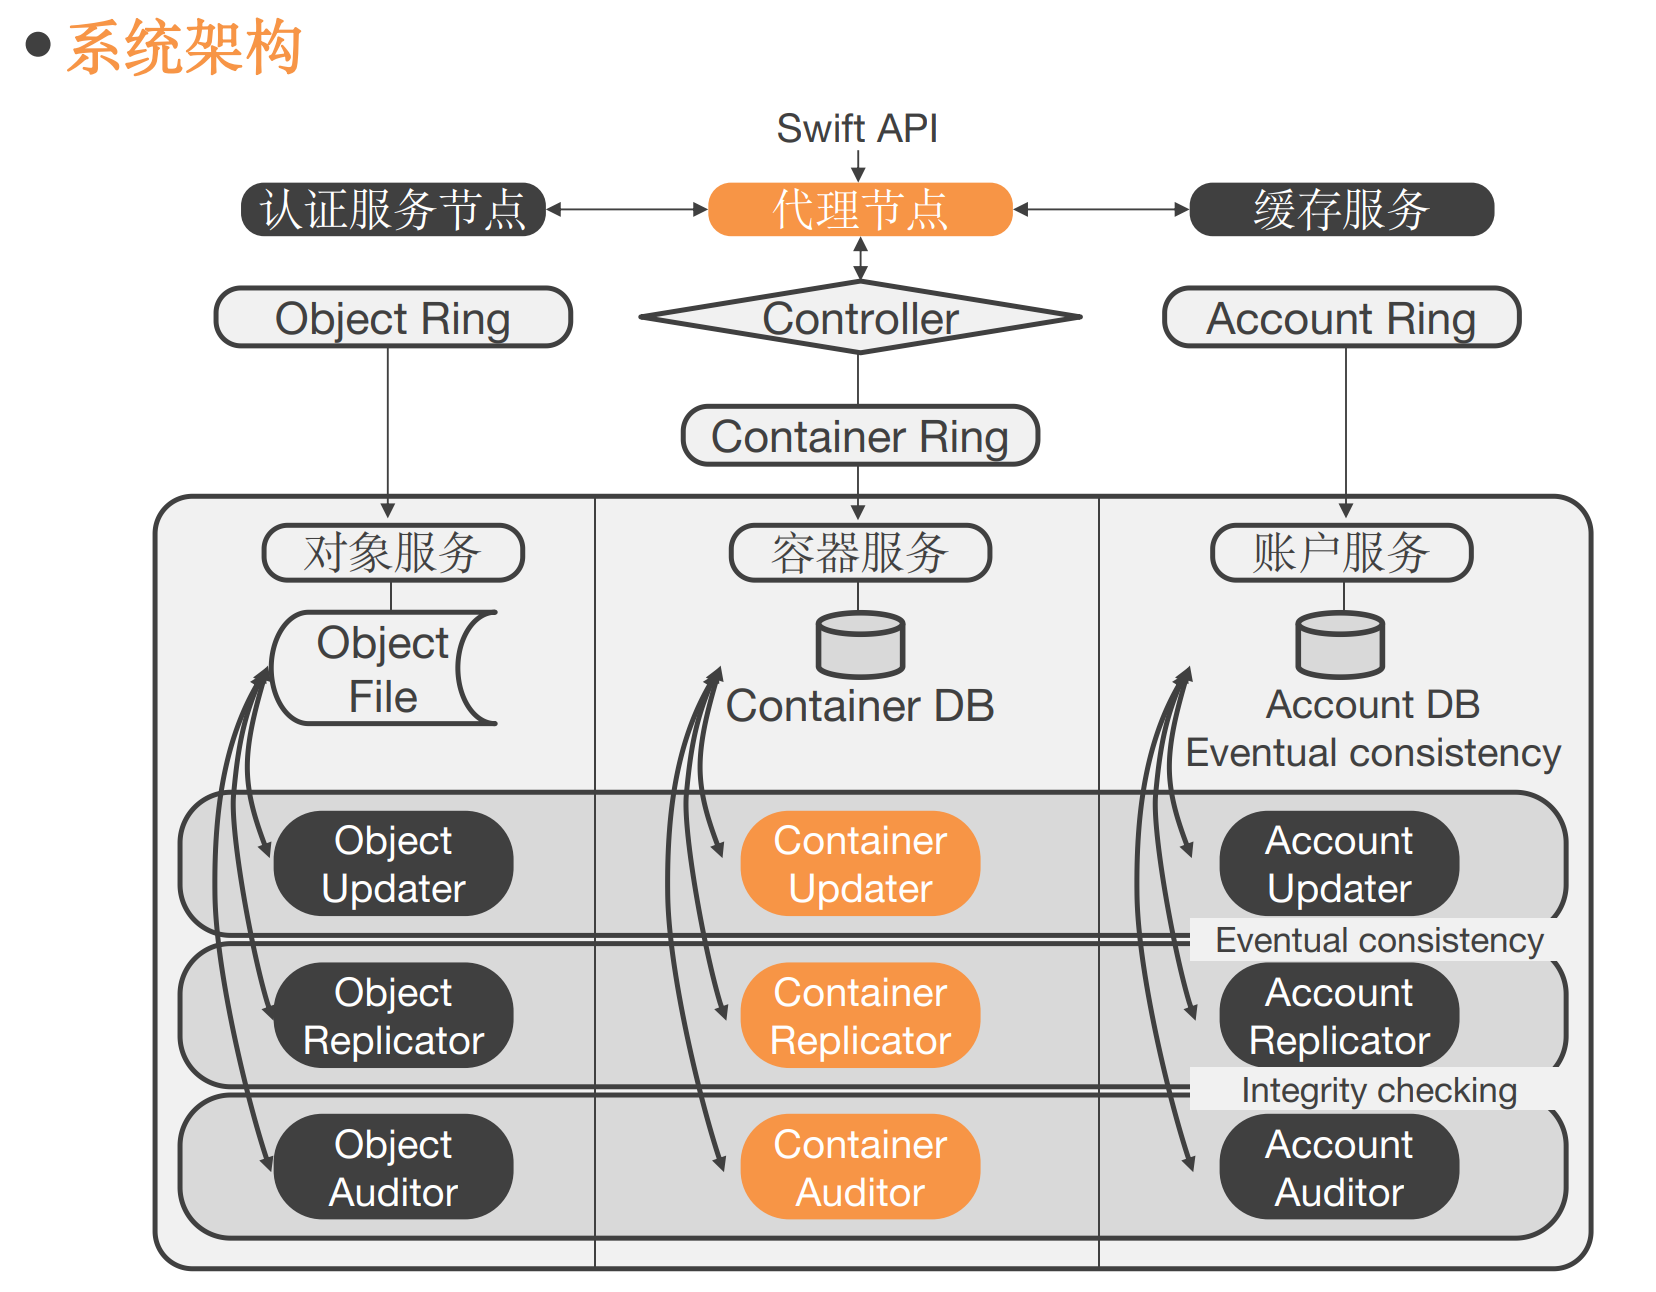 系统架构
Swift API
认证服务节点
代理节点
缓存服务
Object Ring
Controller
Account Ring
Container Ring
对象服务
容器服务
账户服务
Object
File
Container DB
Account DB
Eventual consistency
Object
Updater
Container
Updater
Account
Updater
Eventual consistency
Object
Replicator
Container
Replicator
Account
Replicator
Integrity checking
Object
Auditor
Container
Auditor
Account
Auditor